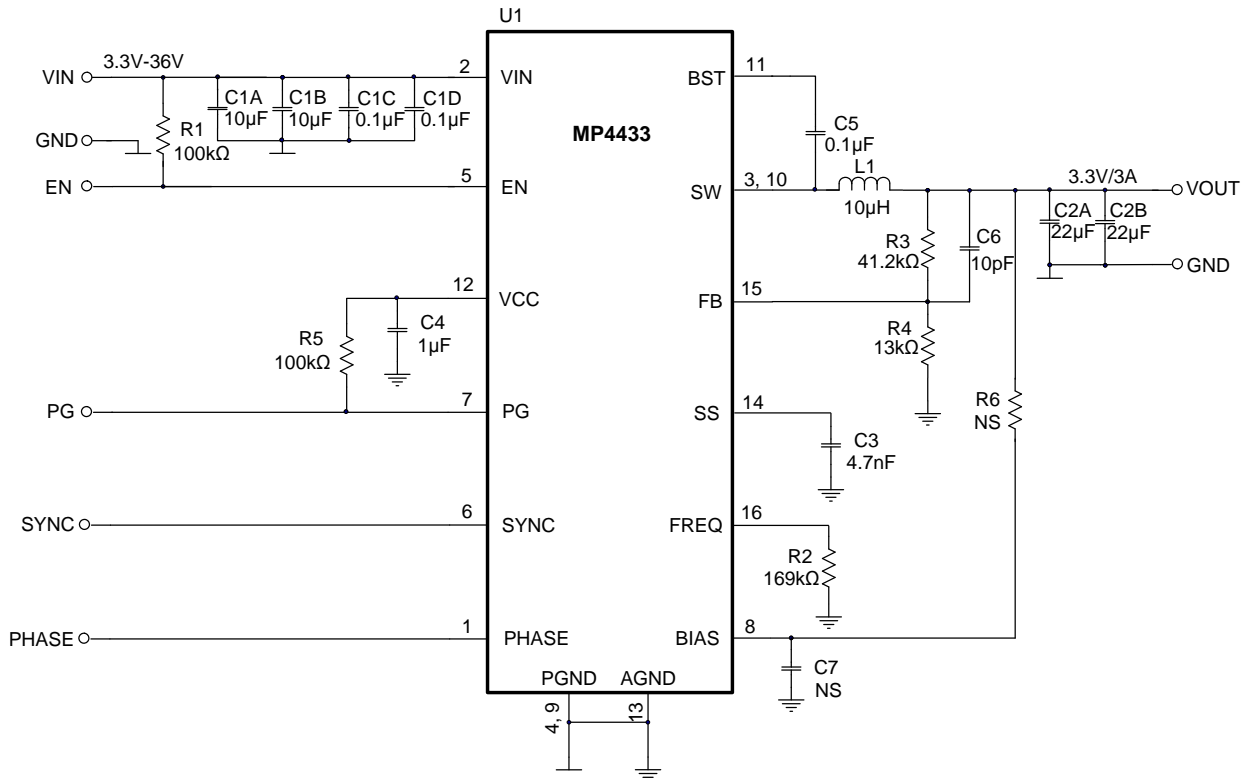 U1
VIN
3.3V-36V
2
VIN
C1A
10µF
C1B
10µF
C1C
0.1µF
C1D
0.1µF
GND
R1
100kΩ
EN
5
EN
MP4433
BST
11
C5
0.1µF
SW
3, 10
L1
10µH
3.3V/3A
VOUT
C2A
22µF
C2B
22µF
GND
R3
41.2kΩ
C6
10pF
12
VCC
C4
1µF
R5
100kΩ
FB
15
R4
13kΩ
PG
7
PG
SS
14
C3
4.7nF
R6
NS
SYNC
6
SYNC
FREQ
16
R2
169kΩ
PHASE
1
PHASE
BIAS
8
C7
NS
PGND
AGND
4, 9
13